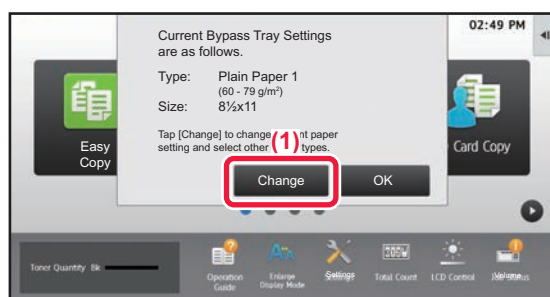 Current Bypass Tray Settings
are as follows.
Type: Plain Paper 1
(60 - 79 g/m²)
Size: 8½x11
Tap [Change] to change nt paper
setting and select other types.
(1)
Change
OK
02:49 PM
Easy
Copy
Card Copy
Toner Quantity Bk
Operation
Guide
Enlarge
Display Mode
Settings
Total Count
LCD Control
Volume
Status